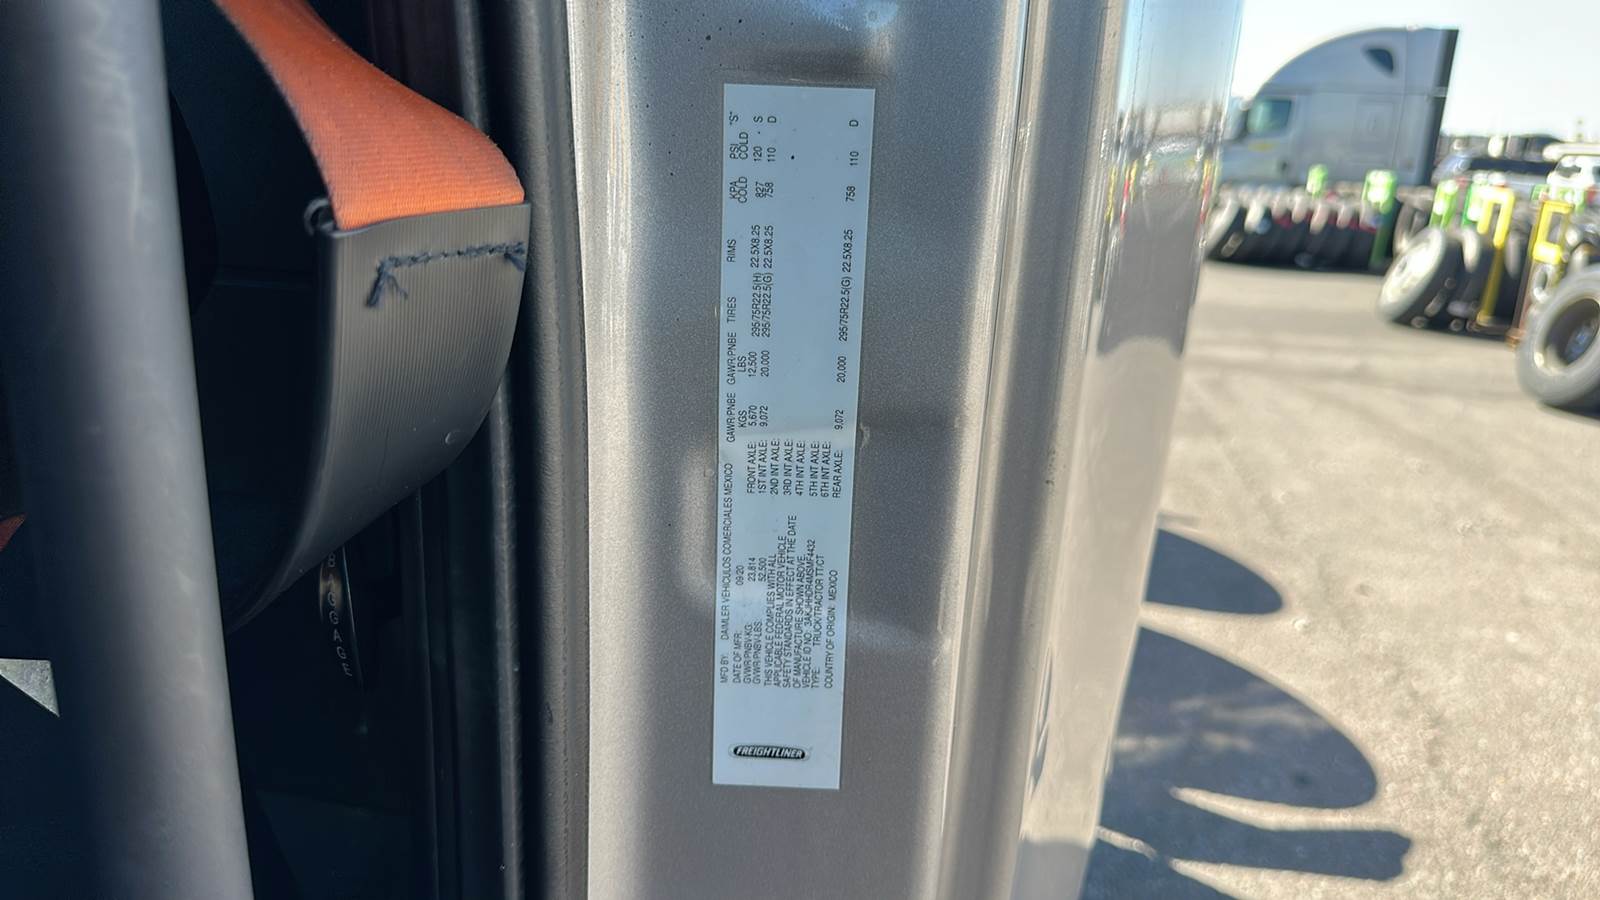 FREIGHTLINER
MFD BY: DAIMLER VEHICULOS COMERCIALES MEXICO
DATE OF MFR: 09/20
GVWR/PNBV-KG: 23,814
GVWR/PNBV-LBS: 52,500
THIS VEHICLE COMPLIES WITH ALL
APPLICABLE FEDERAL MOTOR VEHICLE
SAFETY STANDARDS IN EFFECT AT THE DATE
OF MANUFACTURE SHOWN ABOVE.
VEHICLE ID NO: 3AKJHHDR4MSMF4432
TYPE: TRUCK/TRACTOR TT/CT
COUNTRY OF ORIGIN: MEXICO
GAWR/PNBE GAWR/PNBE TIRES RIMS KPA PSI "S"
KGS LBS COLD COLD
FRONT AXLE: 5,670 12,500 295/75R22.5(H) 22.5X8.25 827 120 S
1ST INT AXLE: 9,072 20,000 295/75R22.5(G) 22.5X8.25 758 110 D
2ND INT AXLE:
3RD INT AXLE:
4TH INT AXLE:
5TH INT AXLE:
6TH INT AXLE:
REAR AXLE: 9,072 20,000 295/75R22.5(G) 22.5X8.25 758 110 D